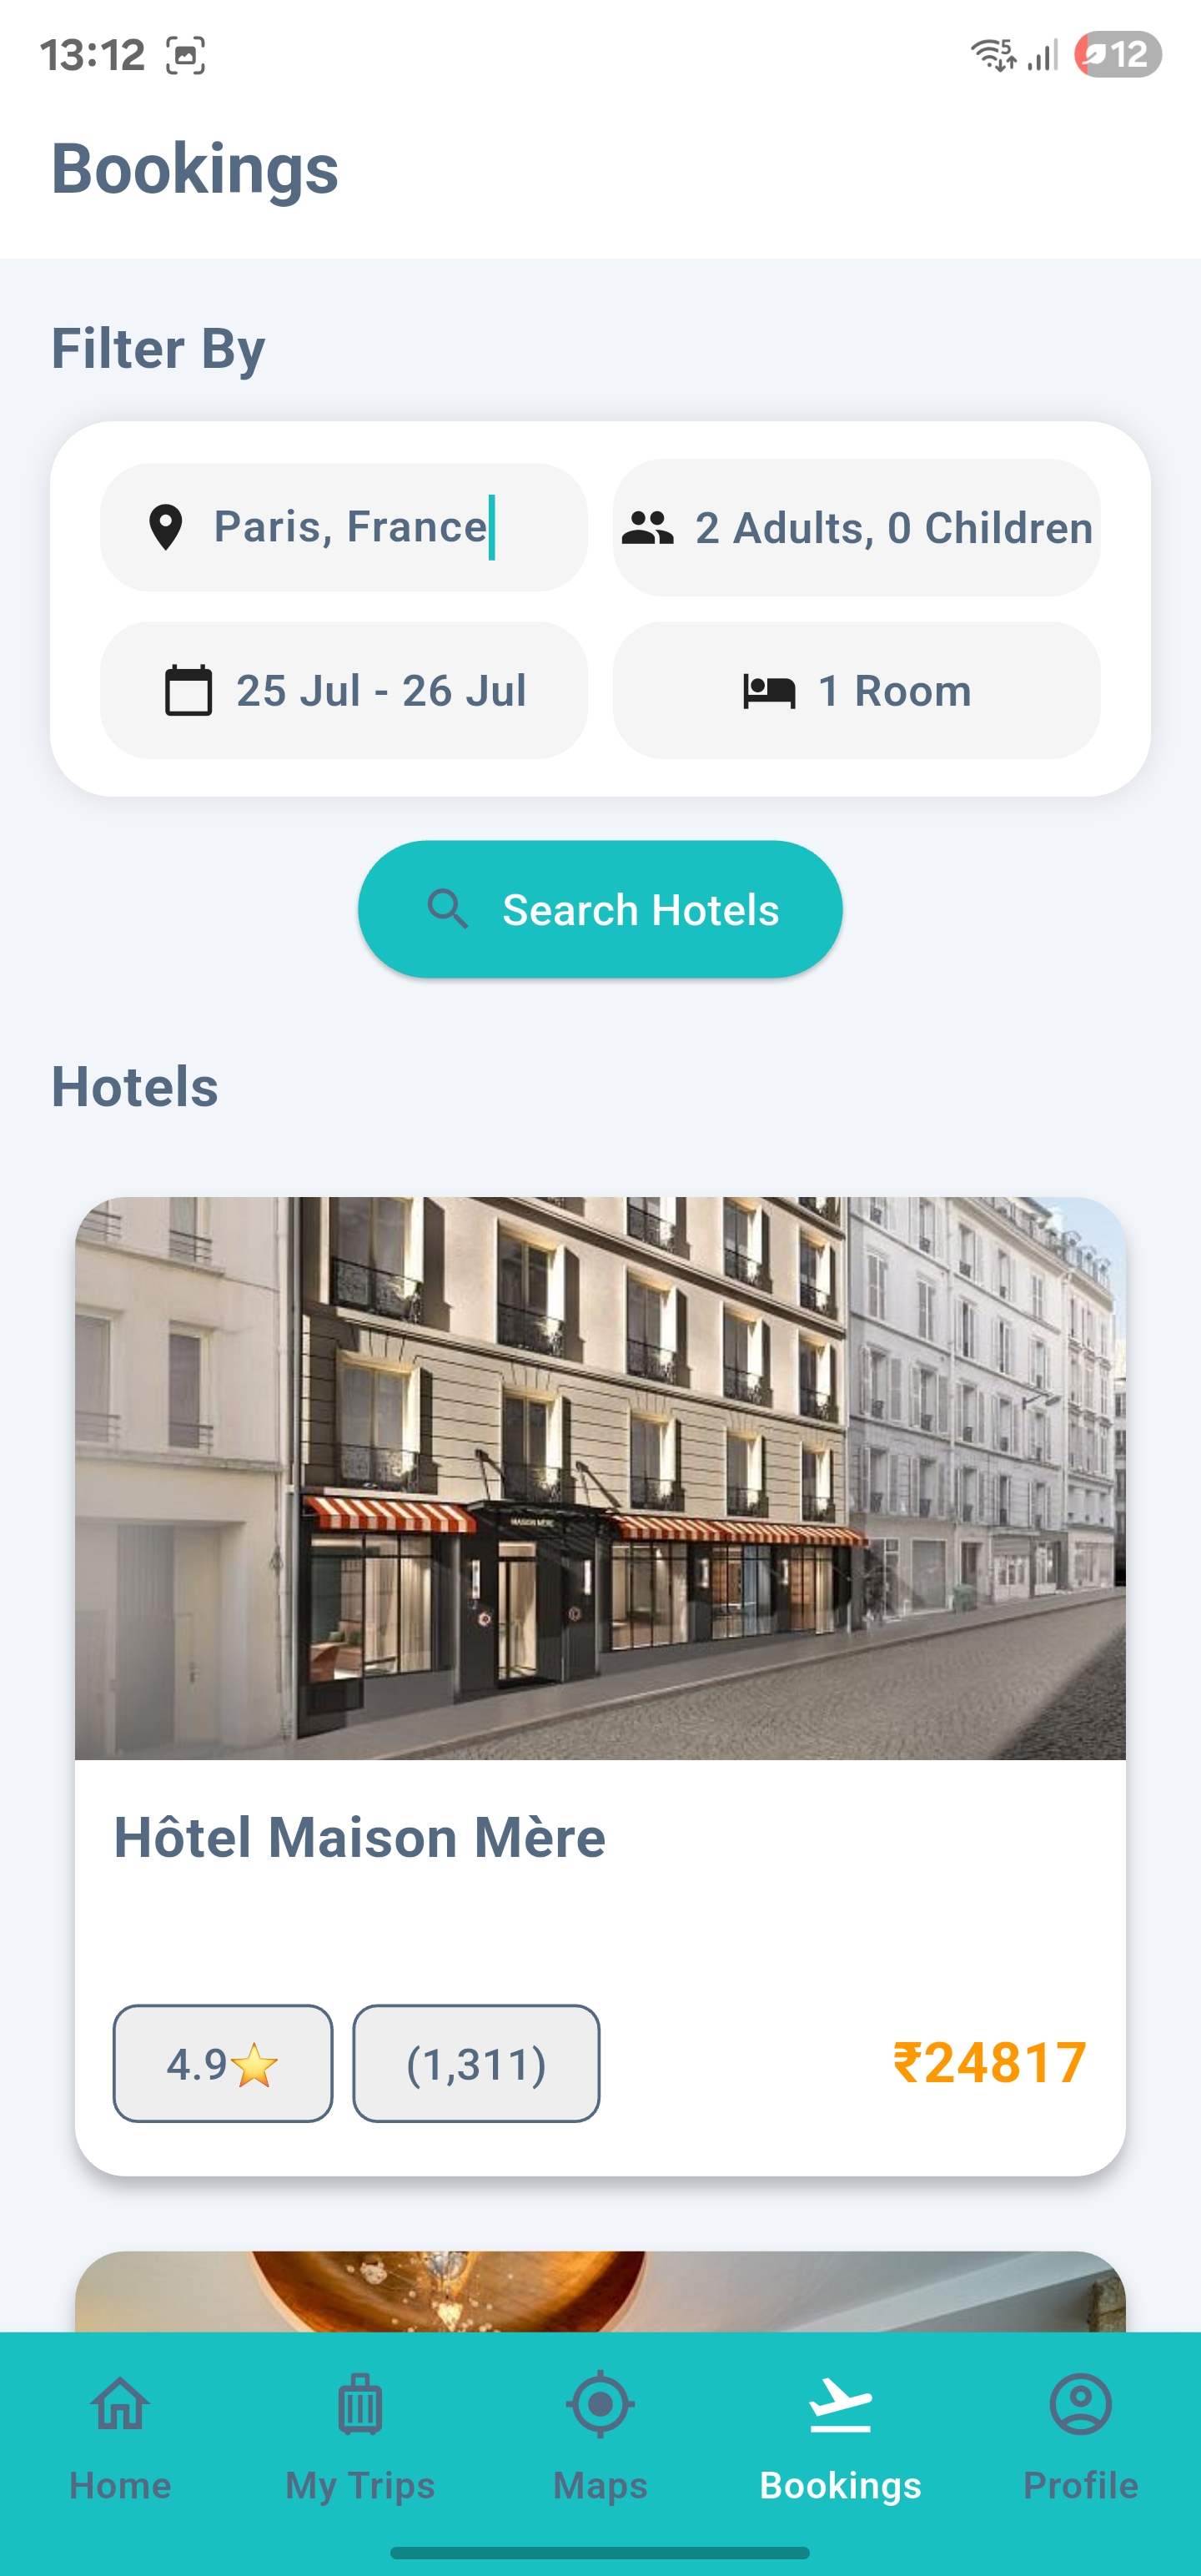 13:12
5
12
Bookings
Filter By
Paris, France
2 Adults, 0 Children
25 Jul - 26 Jul
1 Room
Search Hotels
Hotels
MAISON MÈRE
Hôtel Maison Mère
4.9⭐
(1,311)
₹24817
Home
My Trips
Maps
Bookings
Profile